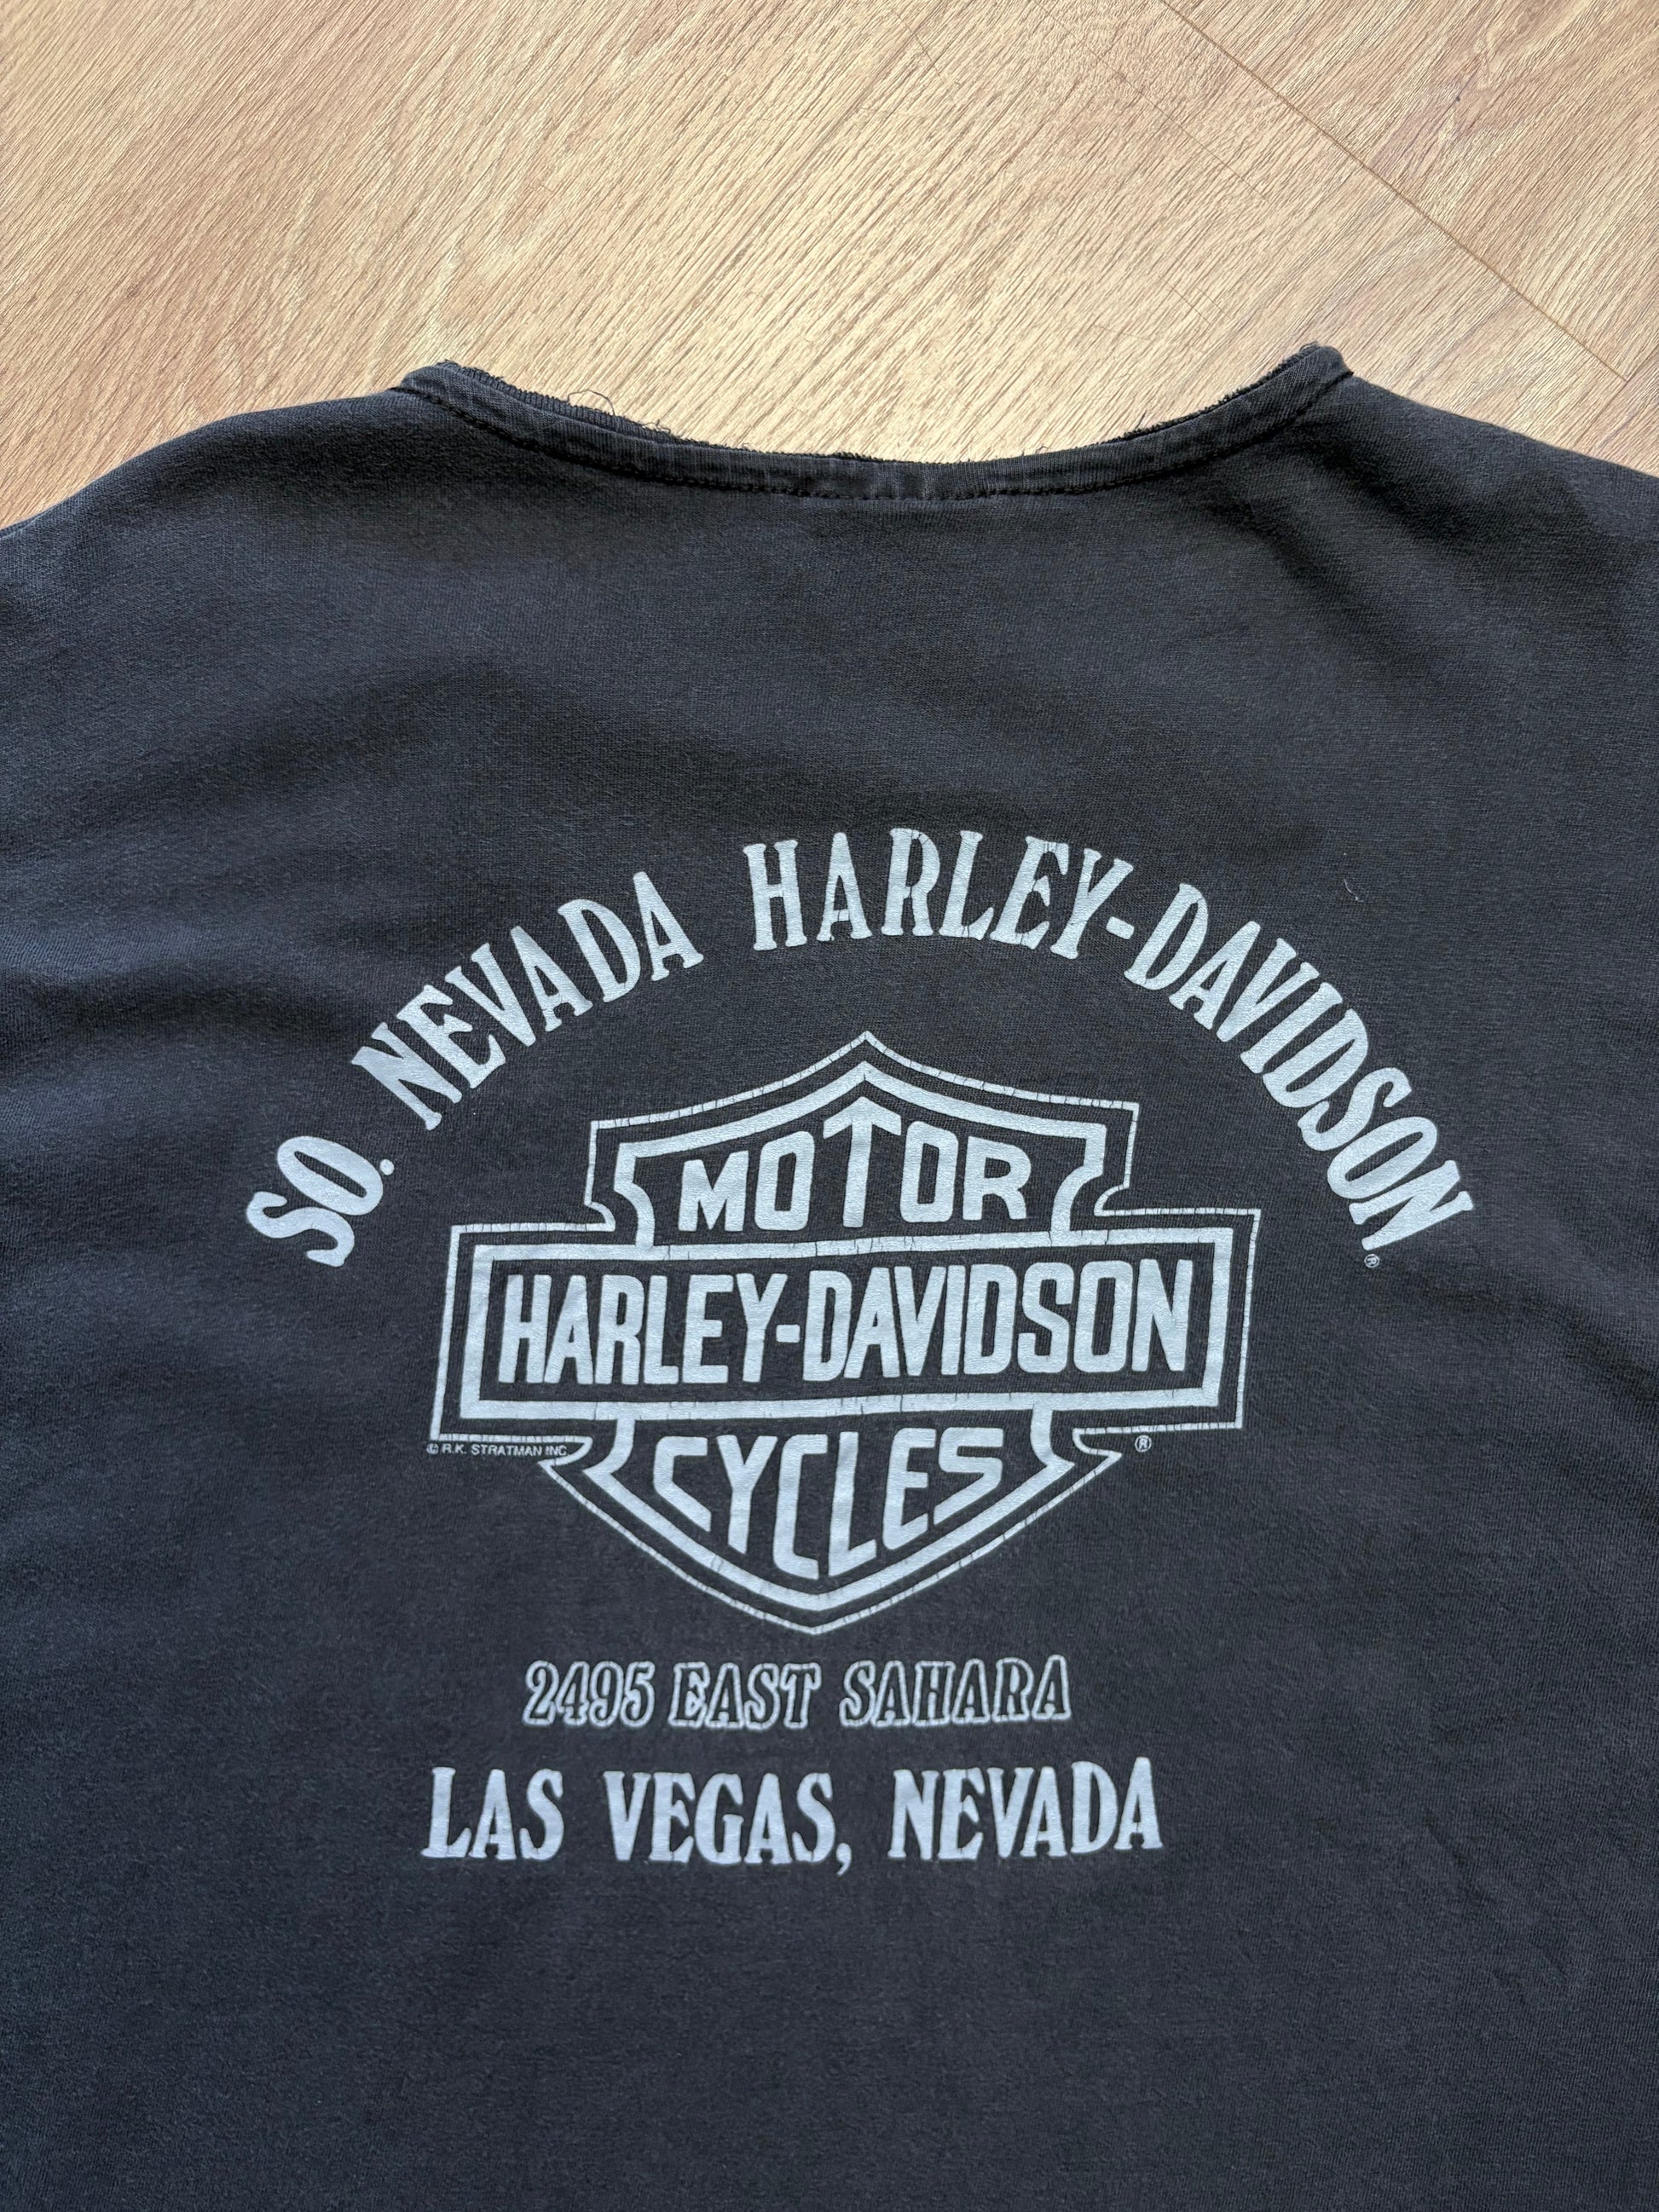 SO. NEVADA HARLEY-DAVIDSON ®
MOTOR
HARLEY-DAVIDSON
CYCLES
© R.K. STRATMAN INC. ®
2495 EAST SAHARA
LAS VEGAS, NEVADA